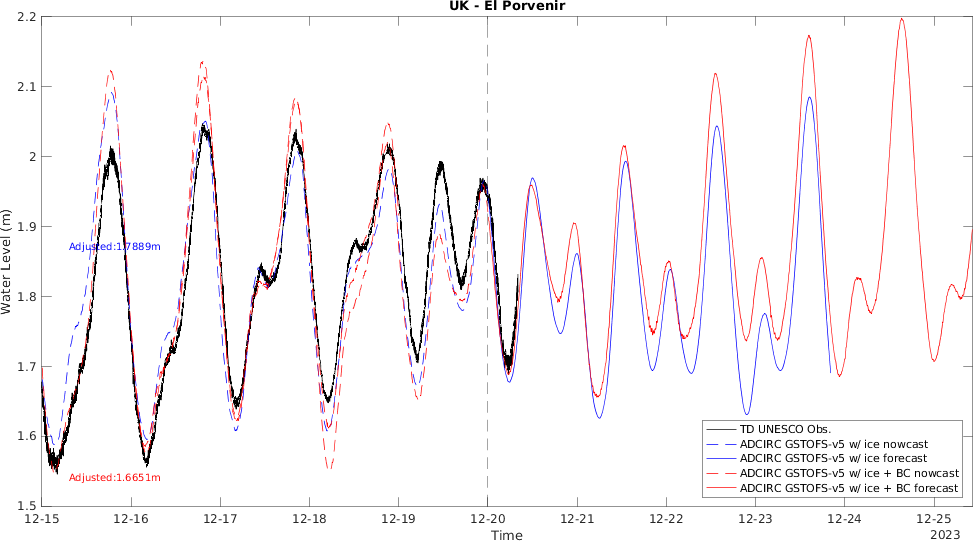 UK - El Porvenir
2.2
2.1
2
1.9
1.8
1.7
1.6
1.5
Water Level (m)
Adjusted:1.7889m
Adjusted:1.6651m
TD UNESCO Obs.
ADCIRC GSTOFS-v5 w/ ice nowcast
ADCIRC GSTOFS-v5 w/ ice forecast
ADCIRC GSTOFS-v5 w/ ice + BC nowcast
ADCIRC GSTOFS-v5 w/ ice + BC forecast
12-15 12-16 12-17 12-18 12-19 12-20 12-21 12-22 12-23 12-24 12-25
Time
2023